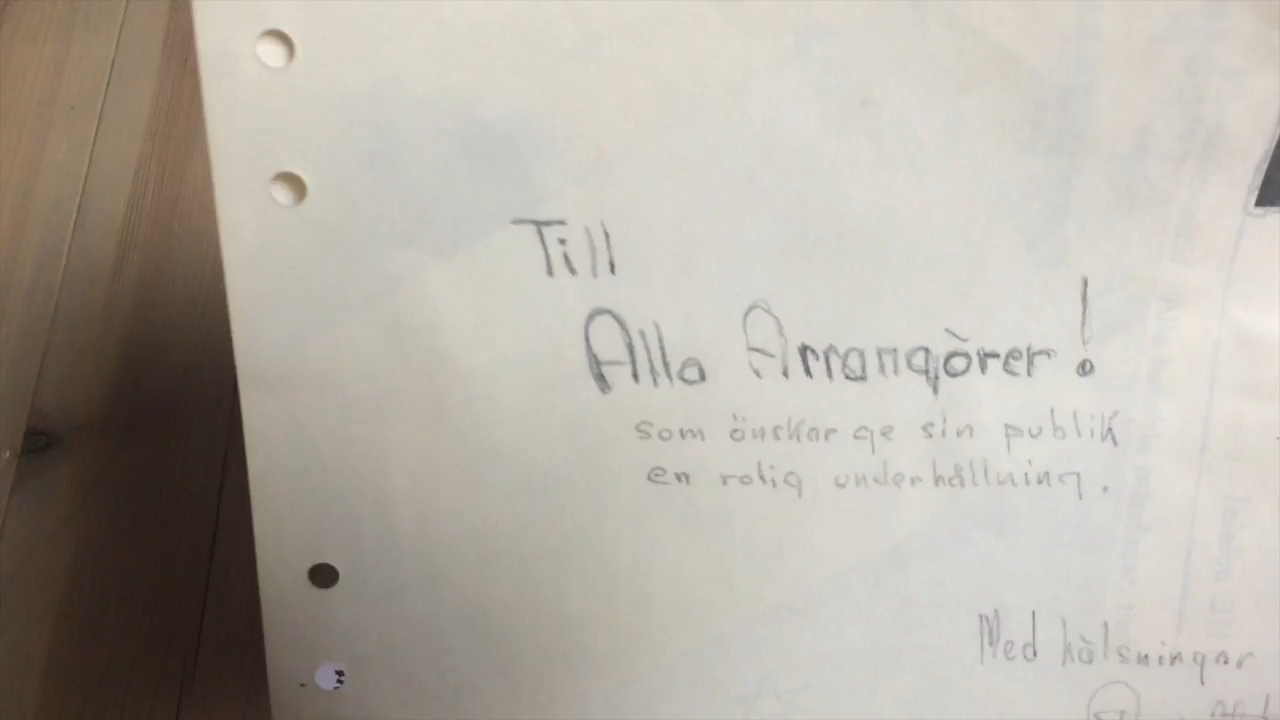 Till
Alla Arrangörer!
som önskar ge sin publik
en rolig underhållning.
Med hälsningar